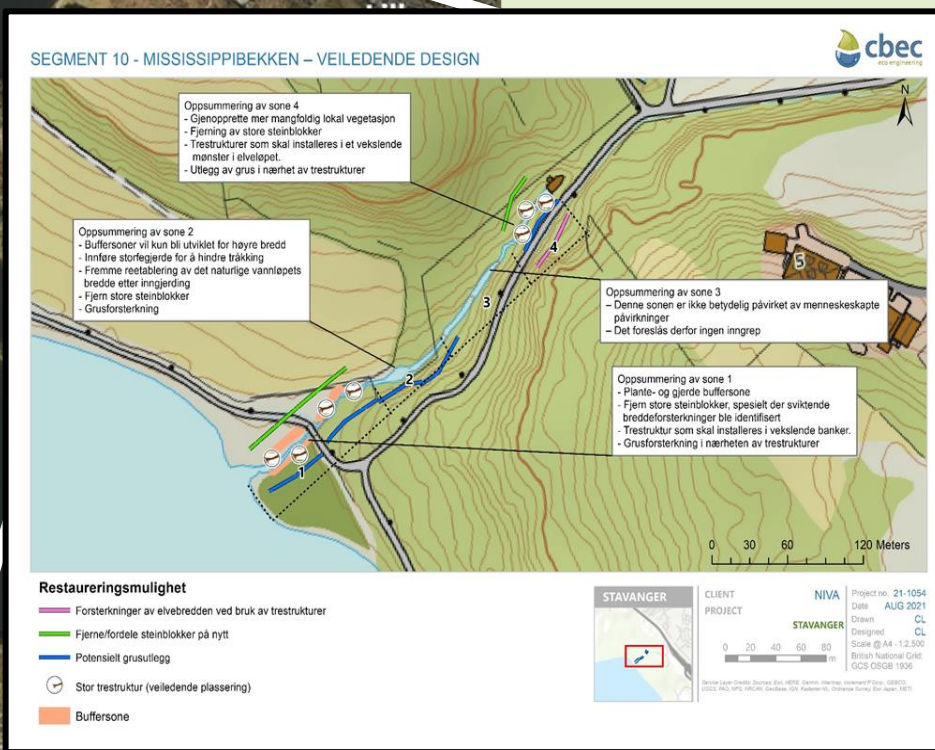 SEGMENT 10 - MISSISSIPPIBEKKEN – VEILEDENDE DESIGN
cbec
eco engineering
N
Oppsummering av sone 4
- Gjenopprette mer mangfoldig lokal vegetasjon
- Fjerning av store steinblokker
- Trestrukturer som skal installeres i et vekslende
mønster i elveløpet.
- Utlegg av grus i nærhet av trestrukturer
Oppsummering av sone 2
- Buffersoner vil kun bli utviklet for høyre bredd
- Innføre storfegjerde for å hindre tråkking
- Fremme reetablering av det naturlige vannløpets
bredde etter inngjerding
- Fjern store steinblokker
- Grusforsterkning
Oppsummering av sone 3
– Denne sonen er ikke betydelig påvirket av menneskeskapte
påvirkninger
– Det foreslås derfor ingen inngrep
Oppsummering av sone 1
- Plante- og gjerde buffersone
- Fjern store steinblokker, spesielt der sviktende
breddeforsterkninger ble identifisert
- Trestruktur som skal installeres i vekslende banker.
- Grusforsterkning i nærheten av trestrukturer
4
3
2
1
5
0 30 60 120 Meters
Restaureringsmulighet
Forsterkninger av elvebredden ved bruk av trestrukturer
Fjerne/fordele steinblokker på nytt
Potensielt grusutlegg
Stor trestruktur (veiledende plassering)
Buffersone
STAVANGER
CLIENT NIVA
PROJECT
STAVANGER
0 20 40 60 80
m
Project no. 21-1054
Date AUG 2021
Drawn CL
Designed CL
Scale @ A4 - 1:2,500
British National Grid
GCS OSGB 1936